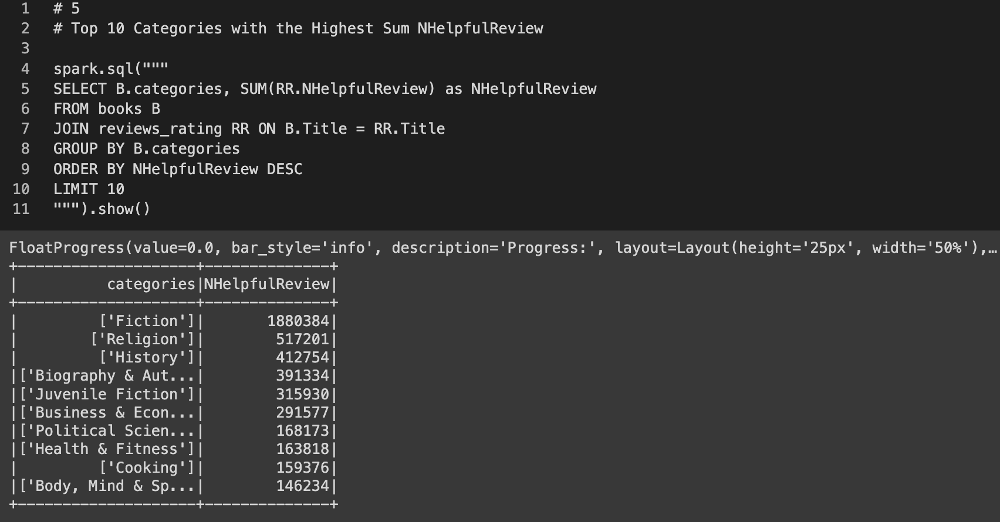 1 # 5
2 # Top 10 Categories with the Highest Sum NHelpfulReview
3
4 spark.sql("""
5 SELECT B.categories, SUM(RR.NHelpfulReview) as NHelpfulReview
6 FROM books B
7 JOIN reviews_rating RR ON B.Title = RR.Title
8 GROUP BY B.categories
9 ORDER BY NHelpfulReview DESC
10 LIMIT 10
11 """).show()
FloatProgress(value=0.0, bar_style='info', description='Progress:', layout=Layout(height='25px', width='50%'),…
+--------------------+--------------+
|          categories|NHelpfulReview|
+--------------------+--------------+
|         ['Fiction']|       1880384|
|        ['Religion']|        517201|
|         ['History']|        412754|
|['Biography & Aut...|        391334|
|['Juvenile Fiction']|        315930|
|['Business & Econ...|        291577|
|['Political Scien...|        168173|
|['Health & Fitness']|        163818|
|         ['Cooking']|        159376|
|['Body, Mind & Sp...|        146234|
+--------------------+--------------+